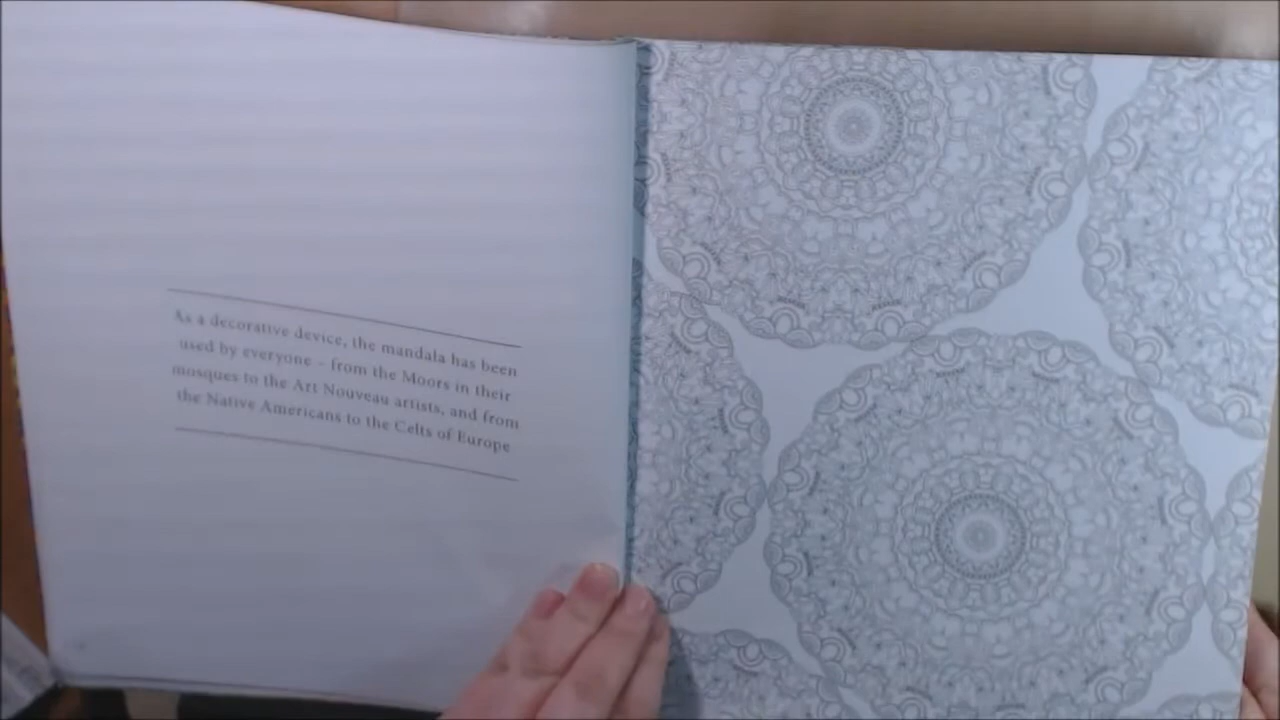 As a decorative device, the mandala has been
used by everyone – from the Moors in their
mosques to the Art Nouveau artists, and from
the Native Americans to the Celts of Europe